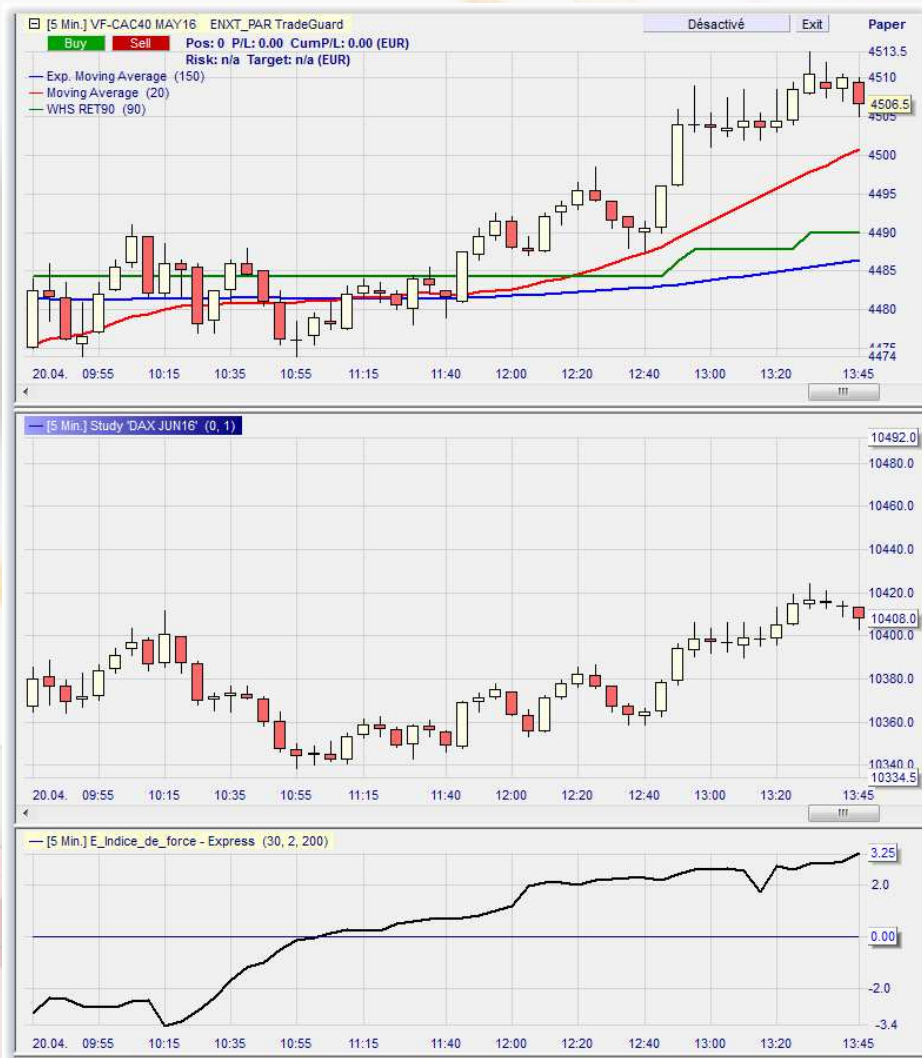 [5 Min.] VF-CAC40 MAY16 ENXT_PAR TradeGuard Désactivé Exit Paper
Buy Sell Pos: 0 P/L: 0.00 CumP/L: 0.00 (EUR)
Risk: n/a Target: n/a (EUR)
Exp. Moving Average (150)
Moving Average (20)
WHS RET90 (90)
4513.5
4510
4506.5
4505
4500
4495
4490
4485
4480
4475
4474
20.04. 09:55 10:15 10:35 10:55 11:15 11:40 12:00 12:20 12:40 13:00 13:20 13:45
[5 Min.] Study 'DAX JUN16' (0, 1)
10492.0
10480.0
10460.0
10440.0
10420.0
10408.0
10400.0
10380.0
10360.0
10340.0
10334.5
20.04. 09:55 10:15 10:35 10:55 11:15 11:40 12:00 12:20 12:40 13:00 13:20 13:45
[5 Min.] E_Indice_de_force - Express (30, 2, 200)
3.25
2.0
0.00
-2.0
-3.4
20.04. 09:55 10:15 10:35 10:55 11:15 11:40 12:00 12:20 12:40 13:00 13:20 13:45